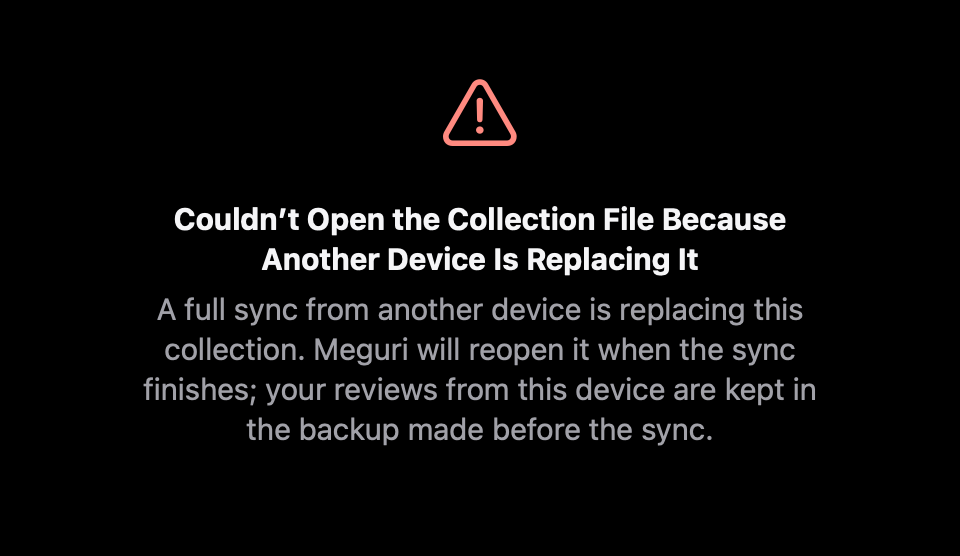 Couldn’t Open the Collection File Because
Another Device Is Replacing It
A full sync from another device is replacing this
collection. Meguri will reopen it when the sync
finishes; your reviews from this device are kept in
the backup made before the sync.